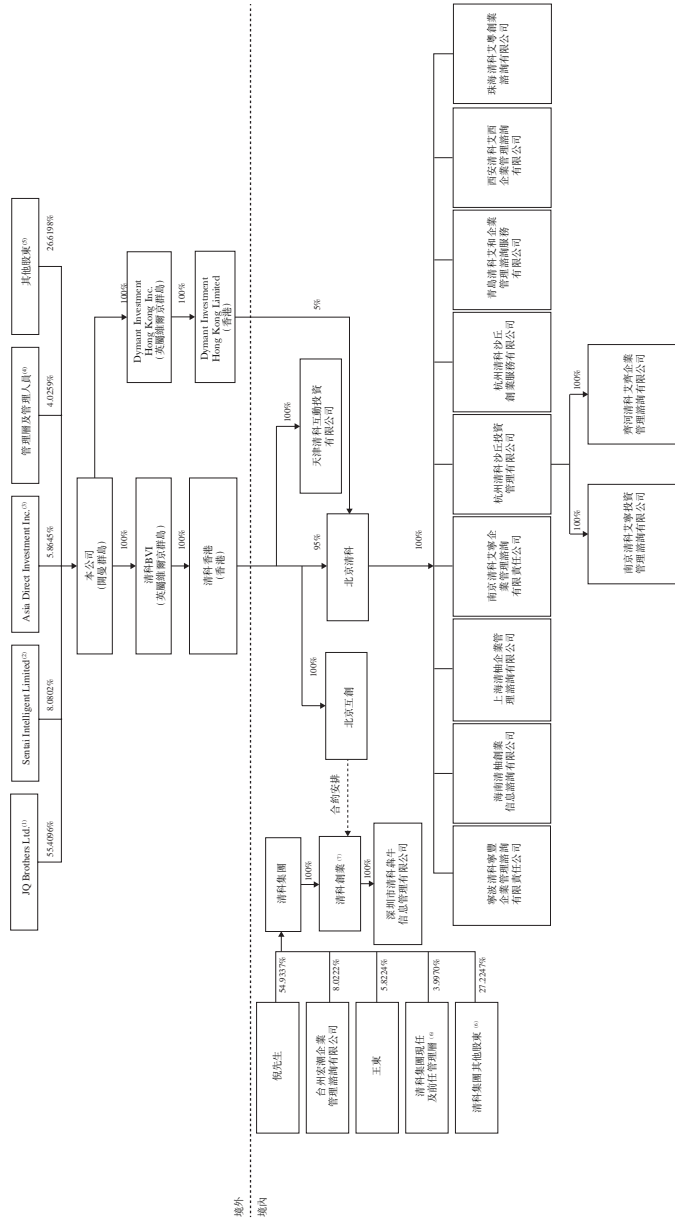 JQ Brothers Ltd.(1)
Sentai Intelligent Limited(2)
Asia Direct Investment Inc.(3)
管理層及管理人員(4)
其他股東(5)
55.4096%
8.0802%
5.8645%
4.0259%
26.6198%
本公司
(開曼群島)
100%
Dymant Investment
Hong Kong Inc.
(英屬維爾京群島)
100%
清科BVI
(英屬維爾京群島)
100%
100%
清科香港
(香港)
Dymant Investment
Hong Kong Limited
(香港)
境外
境內
倪先生
54.9337%
台州宏潮企業
管理諮詢有限公司
8.0222%
王東
5.8224%
清科集團現任
及前任管理層(4)
3.9970%
清科集團其他股東(6)
27.2247%
清科集團
100%
清科創業(7)
100%
深圳市清科犇牛
信息管理有限公司
合約安排
100%
北京互創
95%
北京清科
100%
天津清科互動投資
有限公司
5%
100%
寧波清科寧豐
企業管理諮詢
有限責任公司
海南清柚創業
信息諮詢有限公司
上海清柚企業管
理諮詢有限公司
南京清科艾寧企
業管理諮詢
有限責任公司
杭州清科沙丘投資
管理有限公司
杭州清科沙丘
創業服務有限公司
青島清科艾和企業
管理諮詢服務
有限公司
西安清科艾西
企業管理諮詢
有限公司
珠海清科艾粵創業
諮詢有限公司
100%
100%
南京清科艾寧投資
管理諮詢有限公司
齊河清科艾齊企業
管理諮詢有限公司